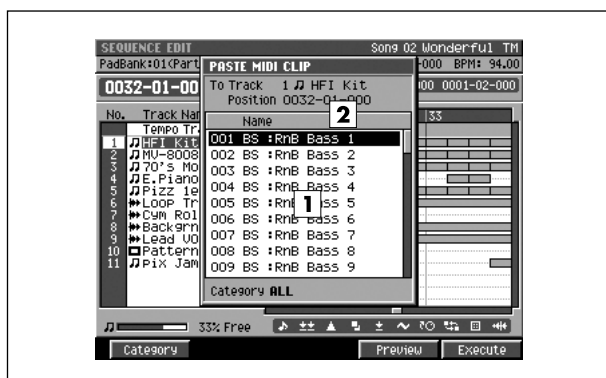 SEQUENCE EDIT Song 02 Wonderful TM
PadBank:01(Part -000 BPM: 94.00
PASTE MIDI CLIP
0032-01-00 000 0001-02-000
To Track 1 HFI Kit
Position 0032-01-000
No. Track Nam 33
Name 2
Tempo Tr
1 HFI Kit
2 MV-8008
3 70's Mo
4 E.Piano
5 Pizz 1e
6 Loop Tr
7 Cym Rol
8 Backgrn
9 Lead VO
10 Pattern
11 Pix Jam
001 BS :RnB Bass 1
002 BS :RnB Bass 2
003 BS :RnB Bass 3
004 BS :RnB Bass 4
005 BS :RnB Bass 5
006 BS :RnB Bass 6
007 BS :RnB Bass 7
008 BS :RnB Bass 8
009 BS :RnB Bass 9
1
Category ALL
33% Free
Category Preview Execute